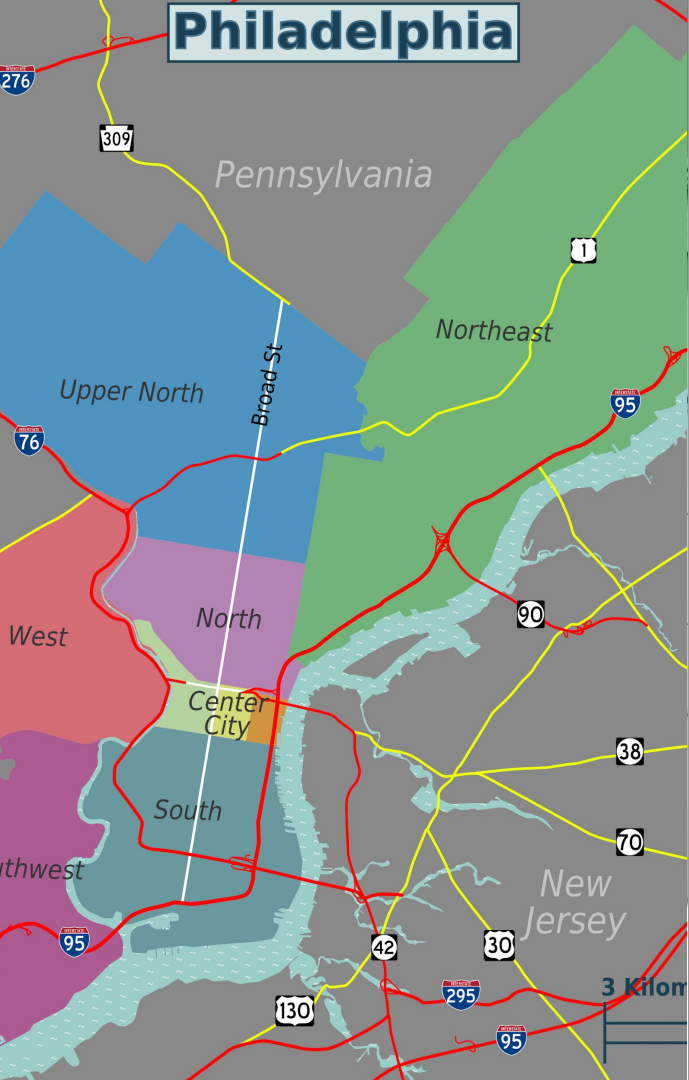 Philadelphia
276
309
Pennsylvania
1
Northeast
Broad St
Upper North
95
76
North
90
West
Center
City
38
South
70
uthwest
New
Jersey
95
42
30
3 Kilom
295
130
95